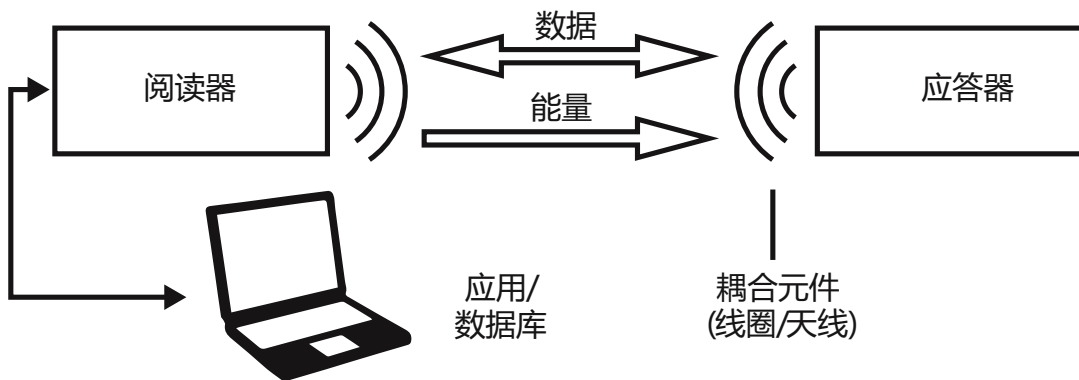 数据
阅读器
应答器
能量
应用/
数据库
耦合元件
(线圈/天线)